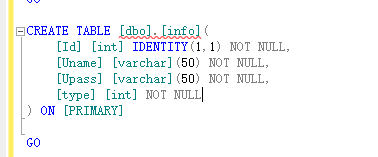 GO
CREATE TABLE [dbo].[info](
[Id] [int] IDENTITY(1,1) NOT NULL,
[Uname] [varchar](50) NOT NULL,
[Upass] [varchar](50) NOT NULL,
[type] [int] NOT NULL
) ON [PRIMARY]
GO